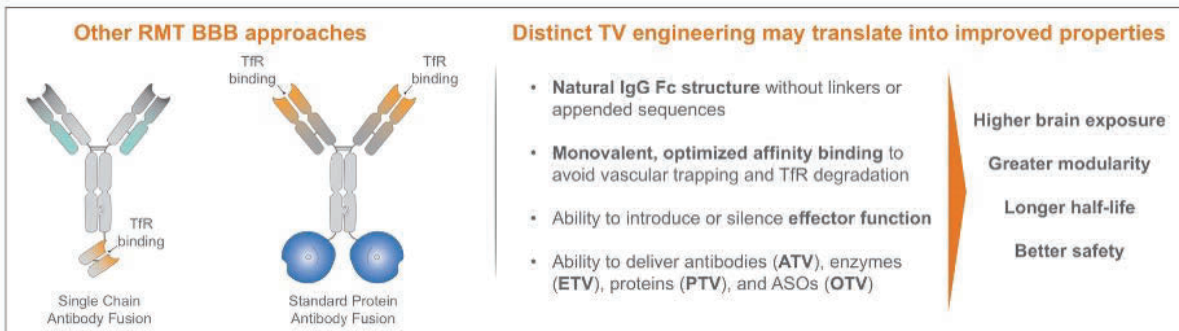 Other RMT BBB approaches
TfR
binding
Single Chain
Antibody Fusion
TfR
binding
TfR
binding
Standard Protein
Antibody Fusion
Distinct TV engineering may translate into improved properties
• Natural IgG Fc structure without linkers or
appended sequences
• Monovalent, optimized affinity binding to
avoid vascular trapping and TfR degradation
• Ability to introduce or silence effector function
• Ability to deliver antibodies (ATV), enzymes
(ETV), proteins (PTV), and ASOs (OTV)
Higher brain exposure
Greater modularity
Longer half-life
Better safety